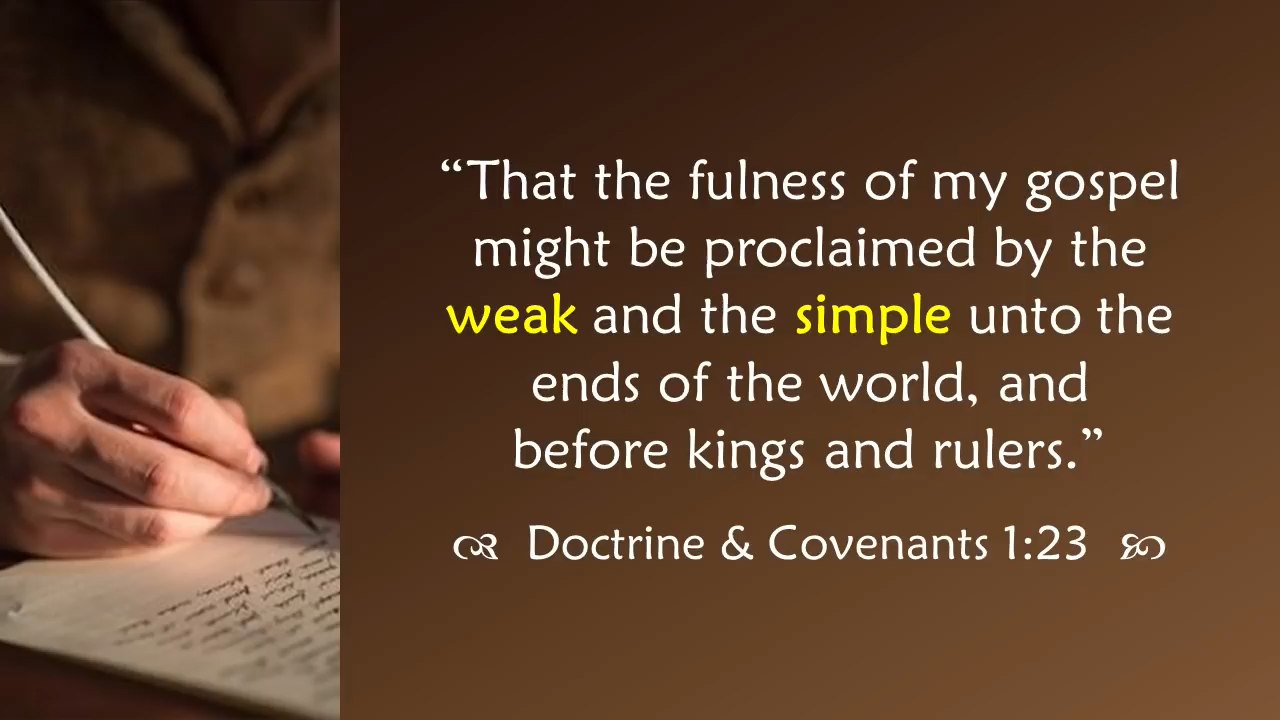 “That the fulness of my gospel
might be proclaimed by the
weak and the simple unto the
ends of the world, and
before kings and rulers.”
Doctrine & Covenants 1:23